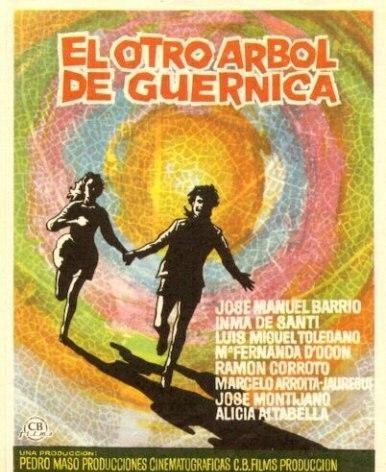 EL OTRO ARBOL
DE GUERNICA
JOSE MANUEL BARRIO
INMA DE SANTI
LUIS MIGUEL TOLEDANO
Mª FERNANDA D'OCON
RAMON CORROTO
MARCELO ARROITA-JAUREGUI
JOSE MONTIJANO
ALICIA ALTABELLA
CB
films
UNA PRODUCCION:
PEDRO MASO PRODUCCIONES CINEMATOGRAFICAS C.B. FILMS PRODUCCION